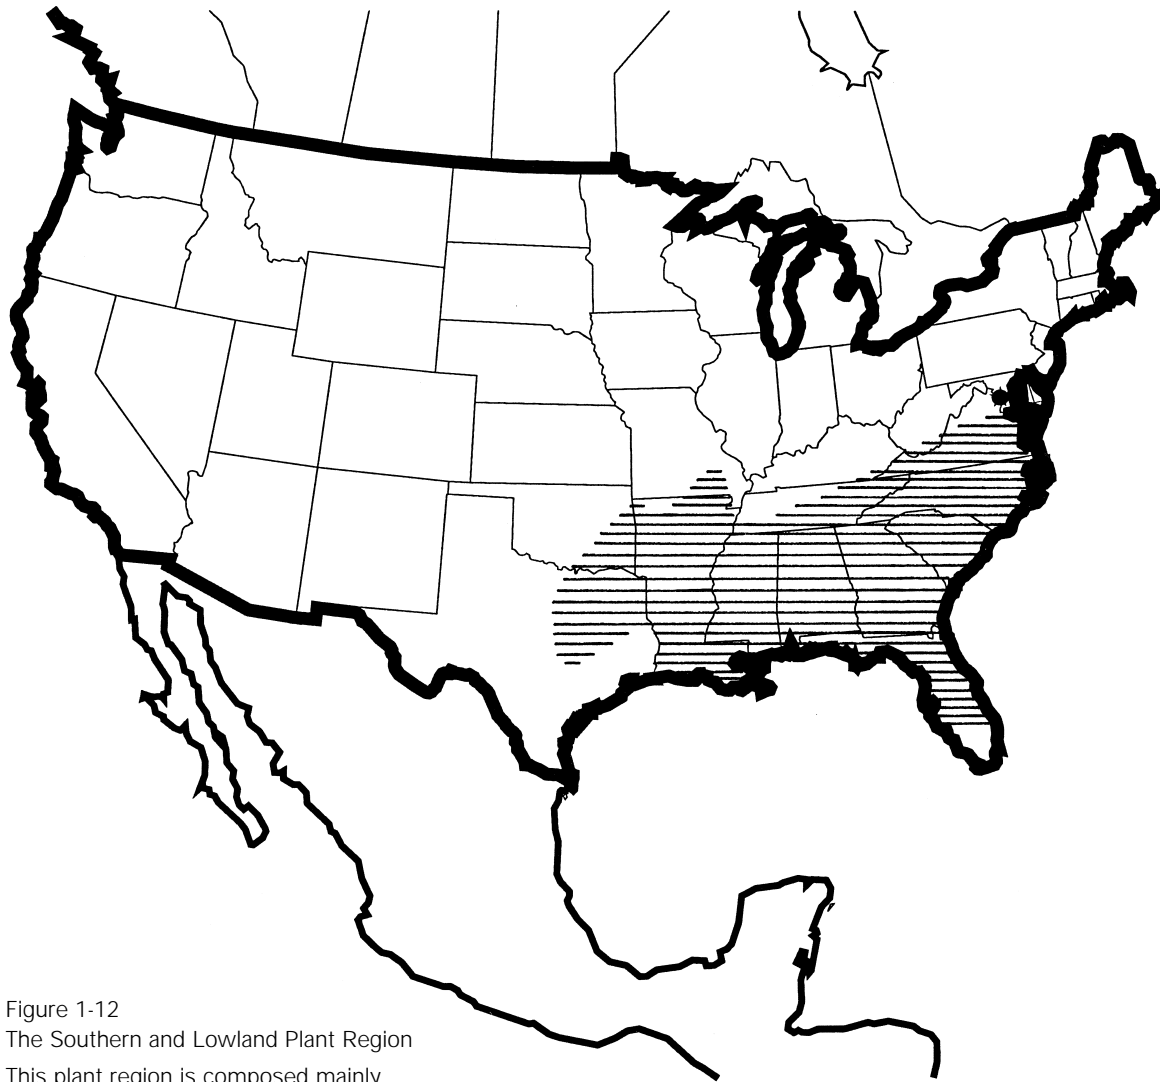 Figure 1-12
The Southern and Lowland Plant Region
This plant region is composed mainly